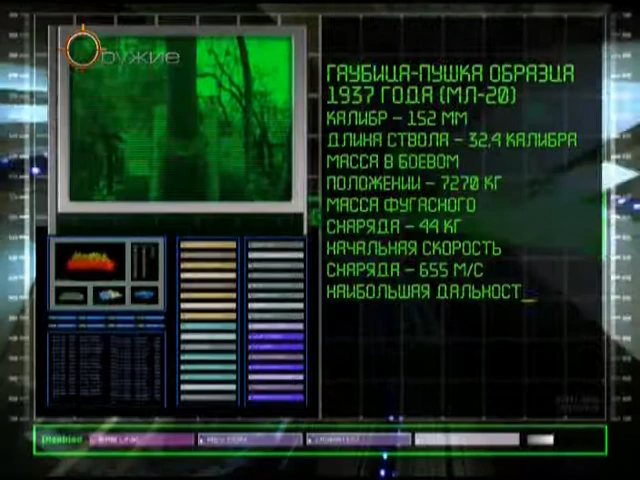 Оружие
ГАУБИЦА-ПУШКА ОБРАЗЦА
1937 ГОДА (МЛ-20)
КАЛИБР – 152 ММ
ДЛИНА СТВОЛА – 32,4 КАЛИБРА
МАССА В БОЕВОМ
ПОЛОЖЕНИИ – 7270 КГ
МАССА ФУГАСНОГО
СНАРЯДА – 44 КГ
НАЧАЛЬНАЯ СКОРОСТЬ
СНАРЯДА – 655 М/С
НАИБОЛЬШАЯ ДАЛЬНОСТ_